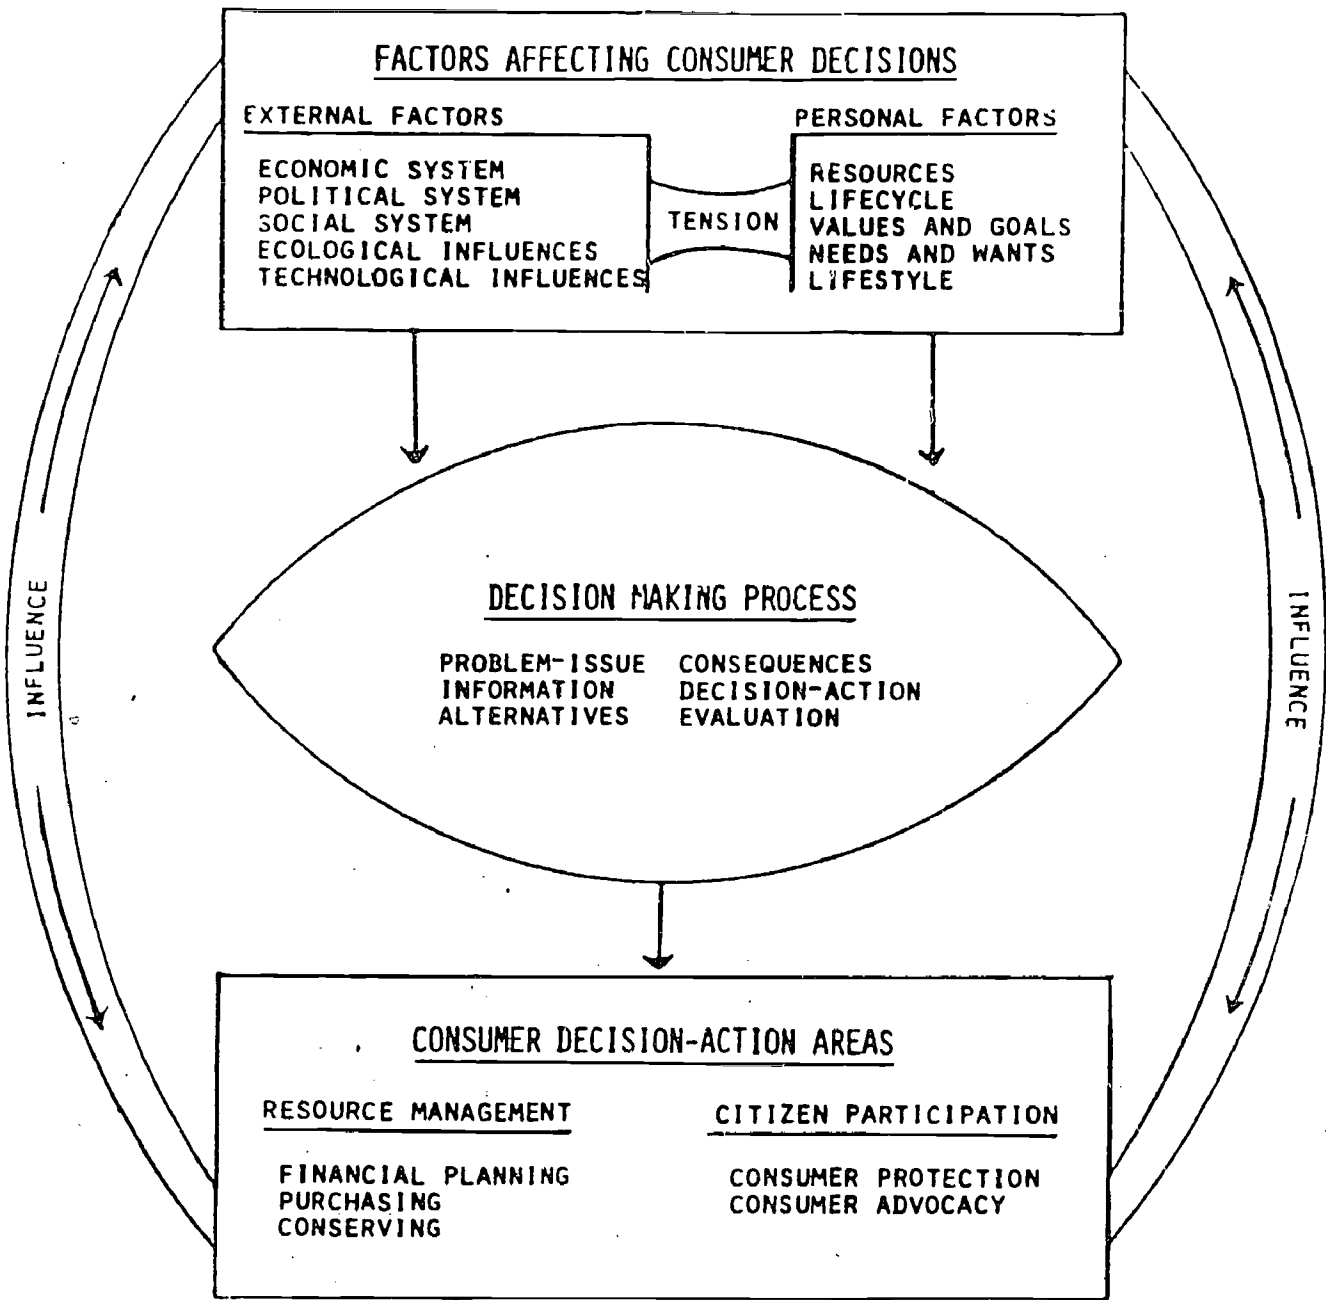 FACTORS AFFECTING CONSUMER DECISIONS
EXTERNAL FACTORS
ECONOMIC SYSTEM
POLITICAL SYSTEM
SOCIAL SYSTEM
ECOLOGICAL INFLUENCES
TECHNOLOGICAL INFLUENCES
TENSION
PERSONAL FACTORS
RESOURCES
LIFECYCLE
VALUES AND GOALS
NEEDS AND WANTS
LIFESTYLE
INFLUENCE
DECISION MAKING PROCESS
PROBLEM-ISSUE
INFORMATION
ALTERNATIVES
CONSEQUENCES
DECISION-ACTION
EVALUATION
INFLUENCE
CONSUMER DECISION-ACTION AREAS
RESOURCE MANAGEMENT
FINANCIAL PLANNING
PURCHASING
CONSERVING
CITIZEN PARTICIPATION
CONSUMER PROTECTION
CONSUMER ADVOCACY